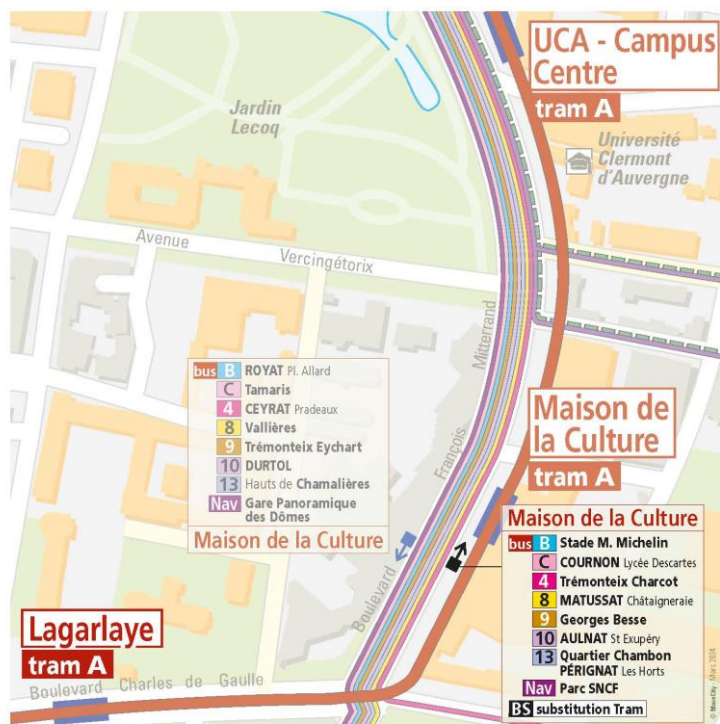 UCA - Campus
Centre
tram A
Jardin
Lecoq
Université
Clermont
d'Auvergne
Avenue Vercingétorix
Boulevard François Mitterrand
bus B ROYAT Pl. Allard
C Tamaris
4 CEYRAT Pradeaux
8 Vallières
9 Trémonteix Eychart
10 DURTOL
13 Hauts de Chamalières
Nav Gare Panoramique
des Dômes
Maison de la Culture
Maison de
la Culture
tram A
Maison de la Culture
bus B Stade M. Michelin
C COURNON Lycée Descartes
4 Trémonteix Charcot
8 MATUSSAT Châtaigneraie
9 Georges Besse
10 AULNAT St Exupéry
13 Quartier Chambon
PÉRIGNAT Les Horts
Nav Parc SNCF
BS substitution Tram
Lagarlaye
tram A
Boulevard Charles de Gaulle